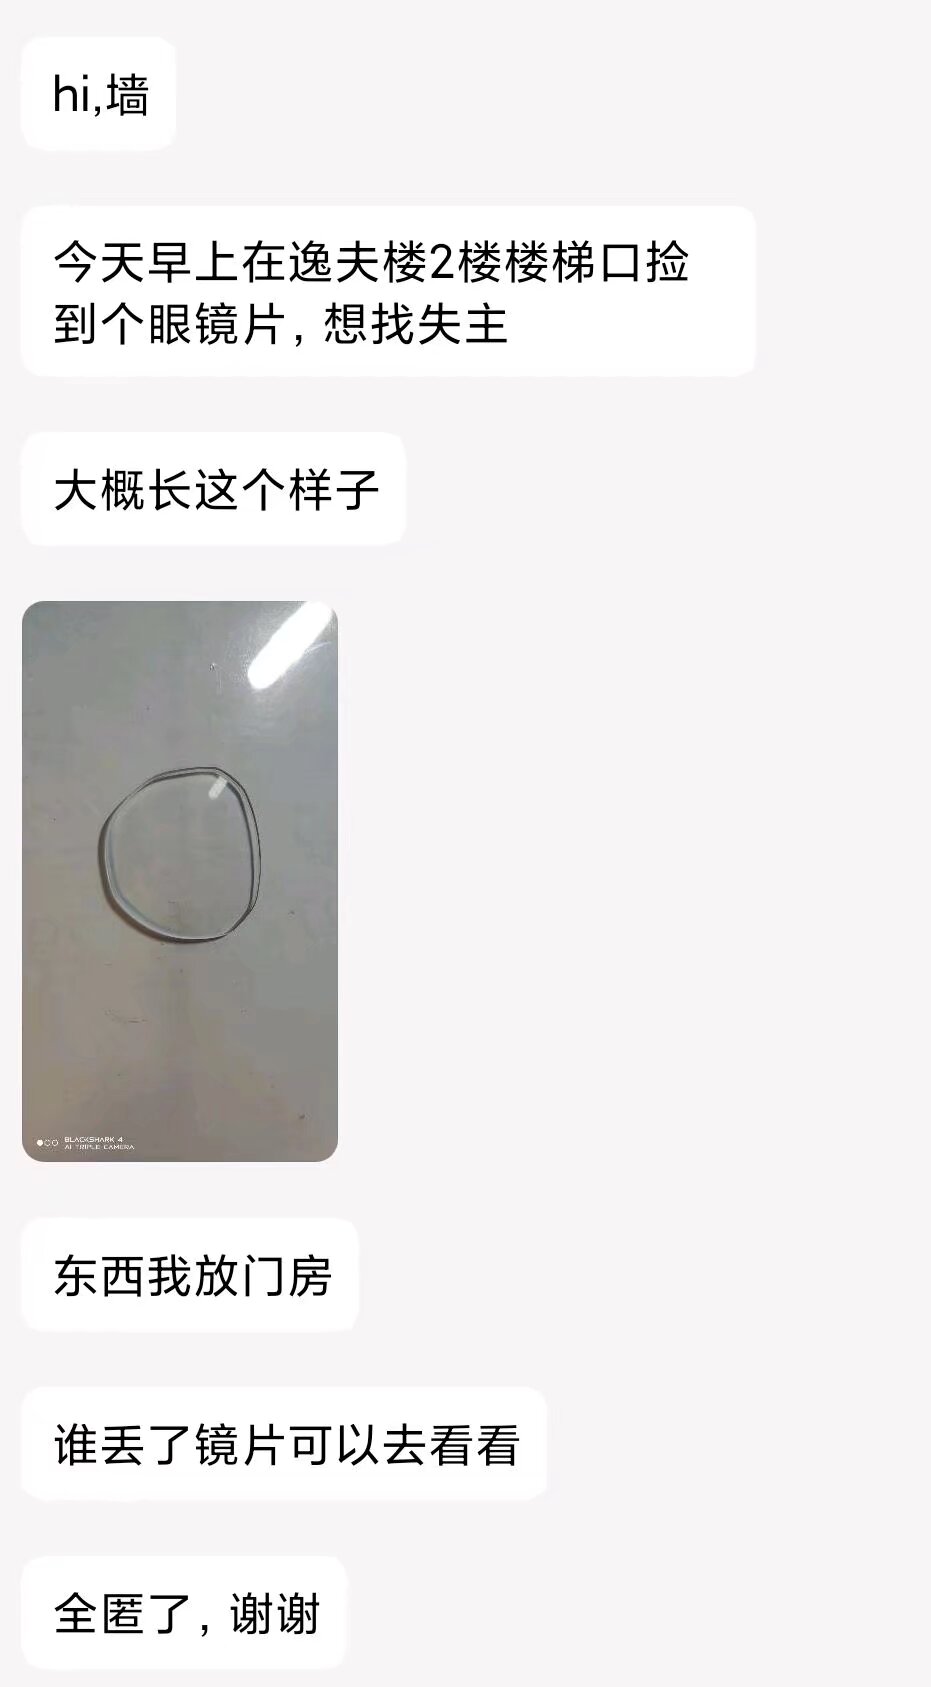 hi,墙
今天早上在逸夫楼2楼楼梯口捡
到个眼镜片, 想找失主
大概长这个样子
BLACKSHARK 4
AI TRIPLE CAMERA
东西我放门房
谁丢了镜片可以去看看
全匿了, 谢谢